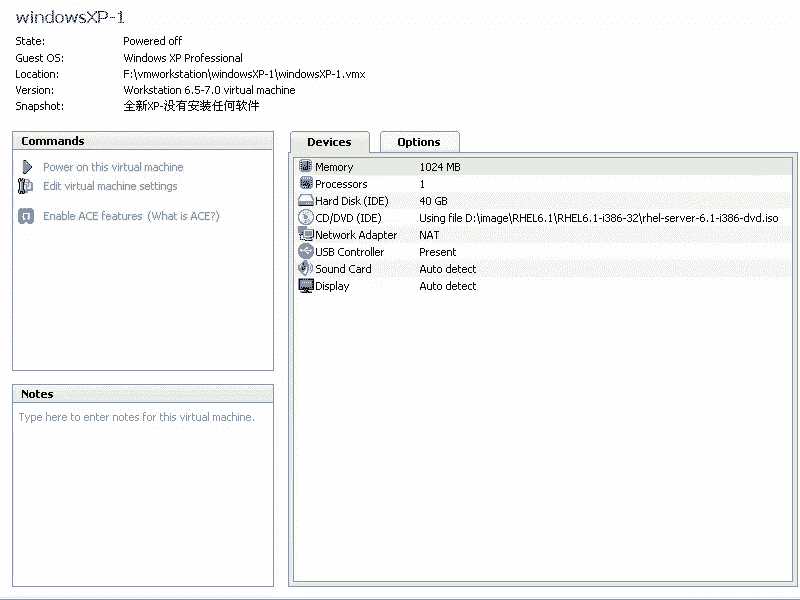 windowsXP-1
State: Powered off
Guest OS: Windows XP Professional
Location: F:\vmworkstation\windowsXP-1\windowsXP-1.vmx
Version: Workstation 6.5-7.0 virtual machine
Snapshot: 全新XP-没有安装任何软件
Commands
Power on this virtual machine
Edit virtual machine settings
Enable ACE features (What is ACE?)
Notes
Type here to enter notes for this virtual machine.
Devices Options
Memory 1024 MB
Processors 1
Hard Disk (IDE) 40 GB
CD/DVD (IDE) Using file D:\image\RHEL6.1\RHEL6.1-i386-32\rhel-server-6.1-i386-dvd.iso
Network Adapter NAT
USB Controller Present
Sound Card Auto detect
Display Auto detect